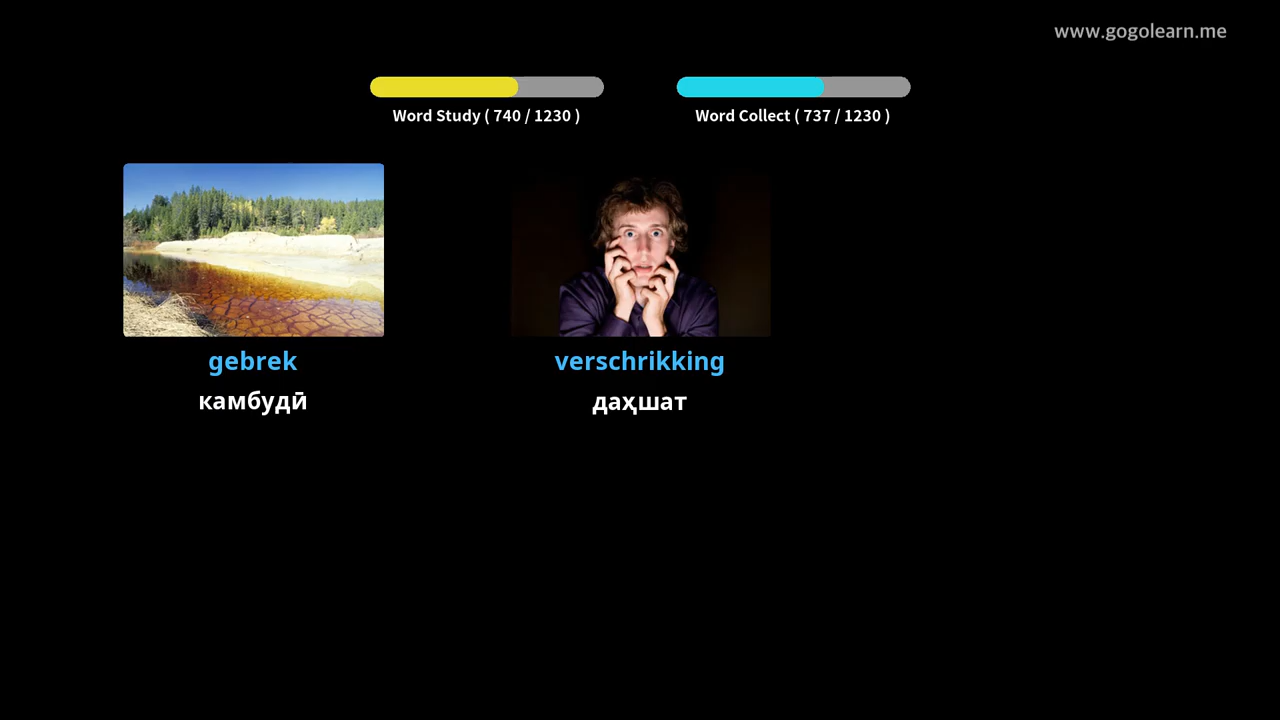 www.gogolearn.me
Word Study ( 740 / 1230 )
Word Collect ( 737 / 1230 )
gebrek
камбудӣ
verschrikking
даҳшат